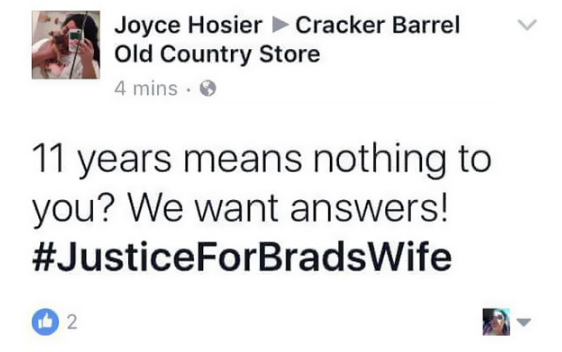 Joyce Hosier ▶ Cracker Barrel
Old Country Store
4 mins ·
11 years means nothing to
you? We want answers!
#JusticeForBradsWife
2